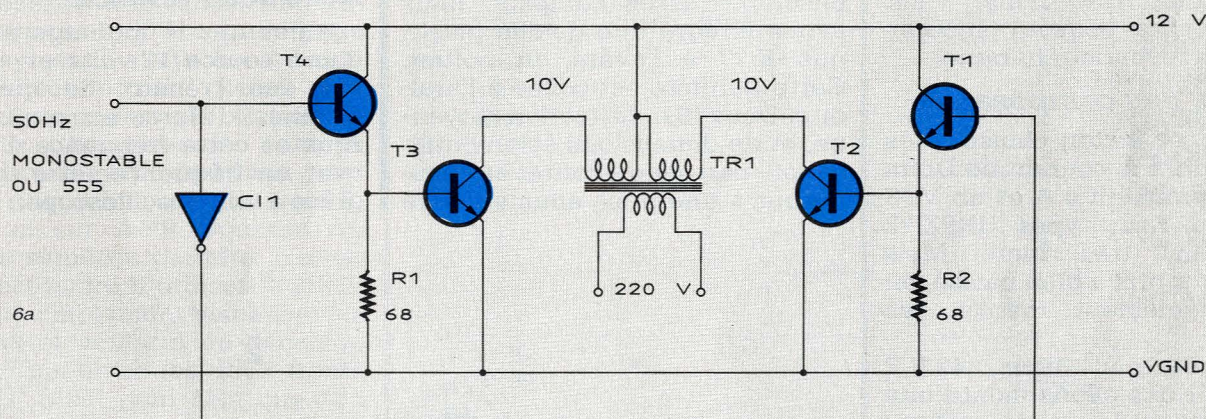 12 V
T4
T1
10V
10V
50Hz
MONOSTABLE
OU 555
T3
TR1
T2
CI1
R1
68
220 V
R2
68
6a
VGND